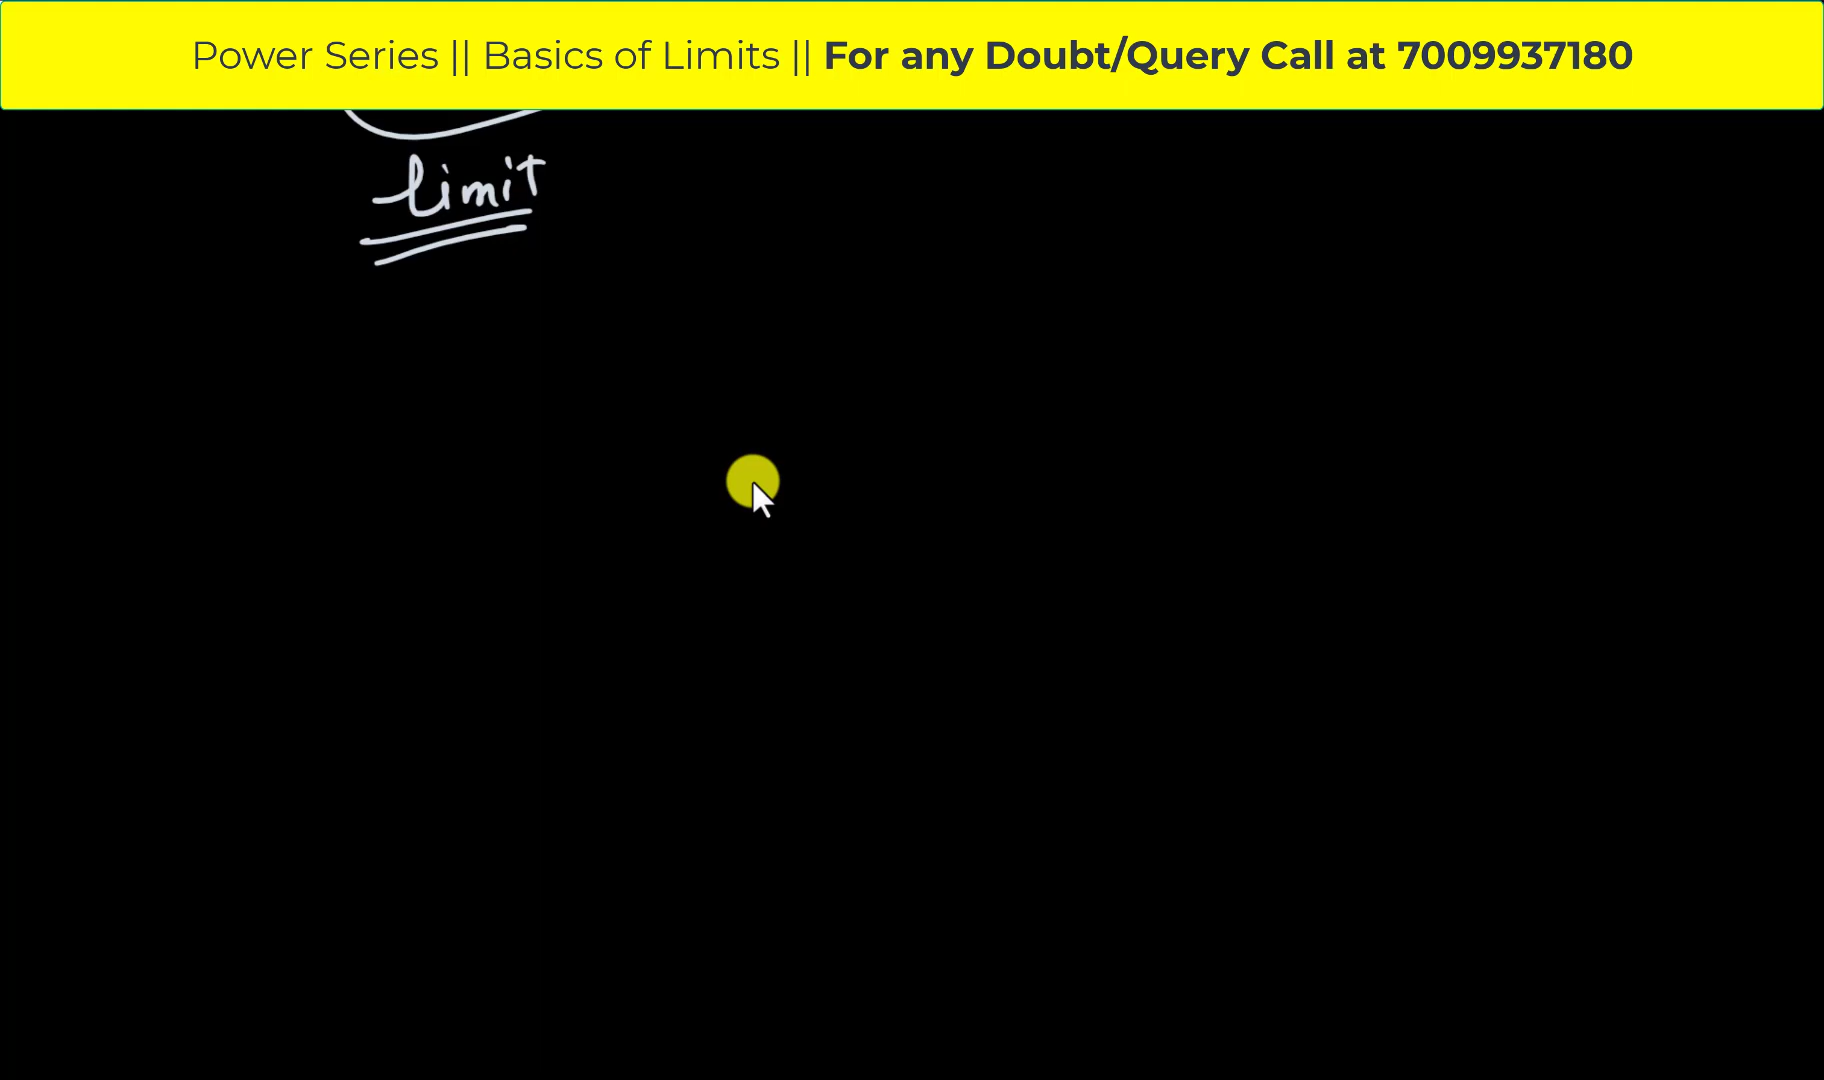 Power Series || Basics of Limits || For any Doubt/Query Call at 7009937180
limit